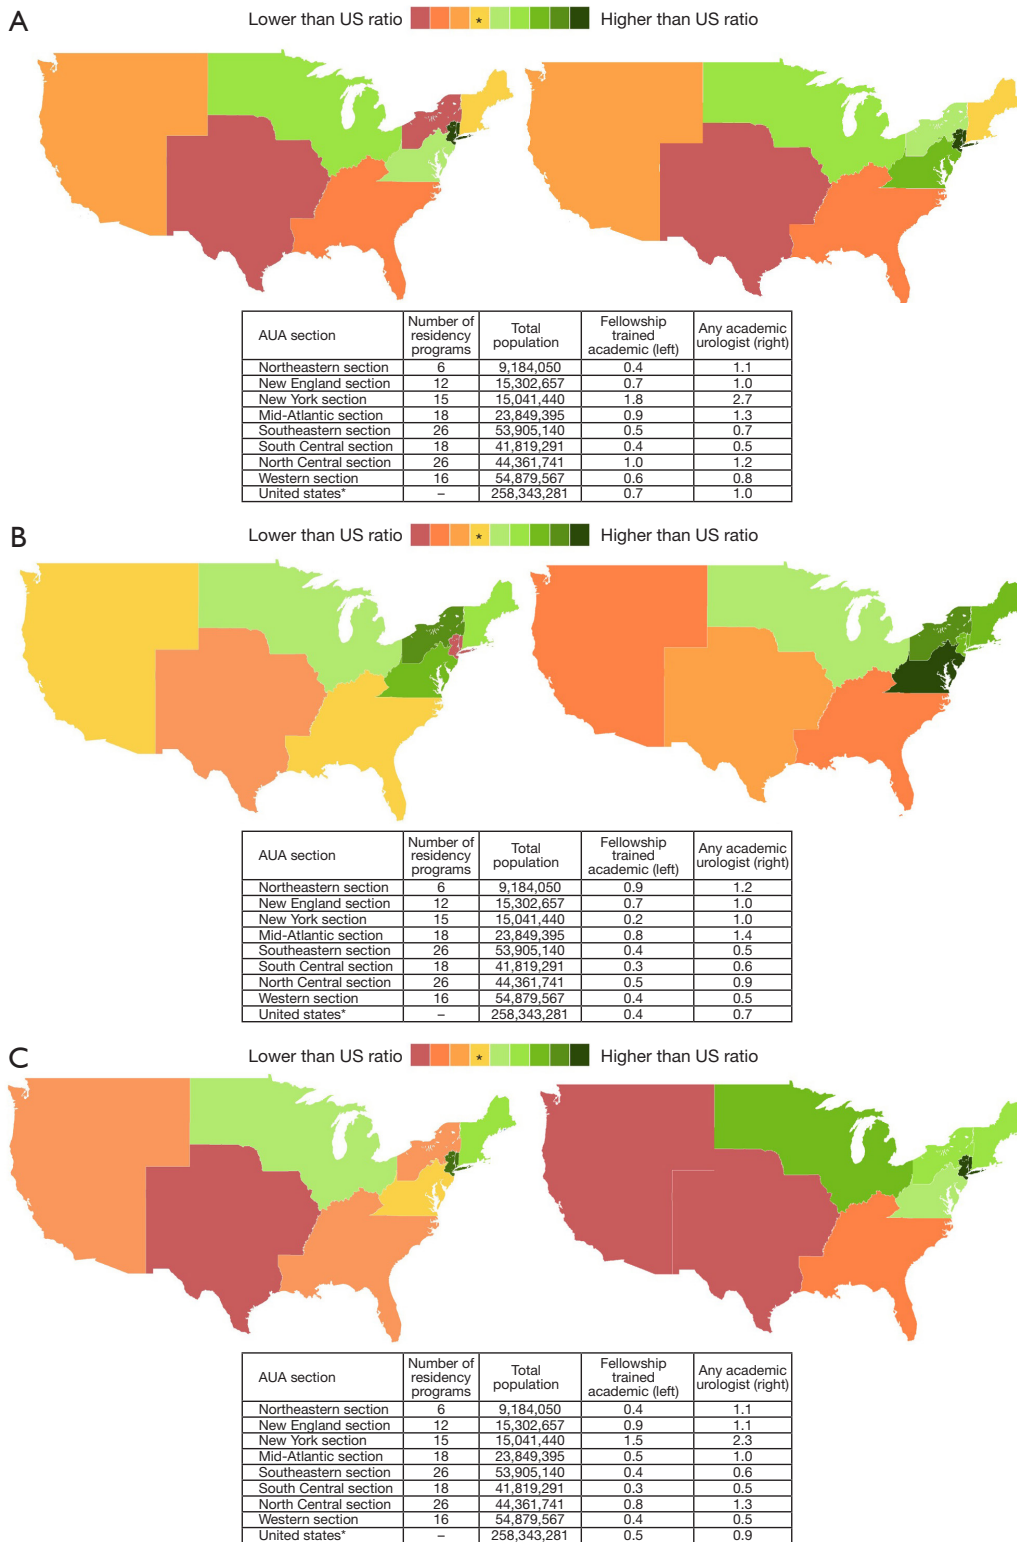 A
Lower than US ratio * Higher than US ratio
AUA section Number of residency programs Total population Fellowship trained academic (left) Any academic urologist (right)
Northeastern section 6 9,184,050 0.4 1.1
New England section 12 15,302,657 0.7 1.0
New York section 15 15,041,440 1.8 2.7
Mid-Atlantic section 18 23,849,395 0.9 1.3
Southeastern section 26 53,905,140 0.5 0.7
South Central section 18 41,819,291 0.4 0.5
North Central section 26 44,361,741 1.0 1.2
Western section 16 54,879,567 0.6 0.8
United states* – 258,343,281 0.7 1.0
B
Lower than US ratio * Higher than US ratio
AUA section Number of residency programs Total population Fellowship trained academic (left) Any academic urologist (right)
Northeastern section 6 9,184,050 0.9 1.2
New England section 12 15,302,657 0.7 1.0
New York section 15 15,041,440 0.2 1.0
Mid-Atlantic section 18 23,849,395 0.8 1.4
Southeastern section 26 53,905,140 0.4 0.5
South Central section 18 41,819,291 0.3 0.6
North Central section 26 44,361,741 0.5 0.9
Western section 16 54,879,567 0.4 0.5
United states* – 258,343,281 0.4 0.7
C
Lower than US ratio * Higher than US ratio
AUA section Number of residency programs Total population Fellowship trained academic (left) Any academic urologist (right)
Northeastern section 6 9,184,050 0.4 1.1
New England section 12 15,302,657 0.9 1.1
New York section 15 15,041,440 1.5 2.3
Mid-Atlantic section 18 23,849,395 0.5 1.0
Southeastern section 26 53,905,140 0.4 0.6
South Central section 18 41,819,291 0.3 0.5
North Central section 26 44,361,741 0.8 1.3
Western section 16 54,879,567 0.4 0.5
United states* – 258,343,281 0.5 0.9